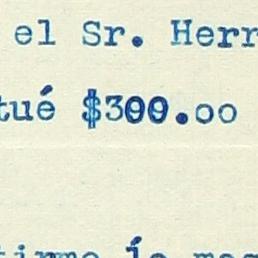 el Sr. Herr
tué $300.oo